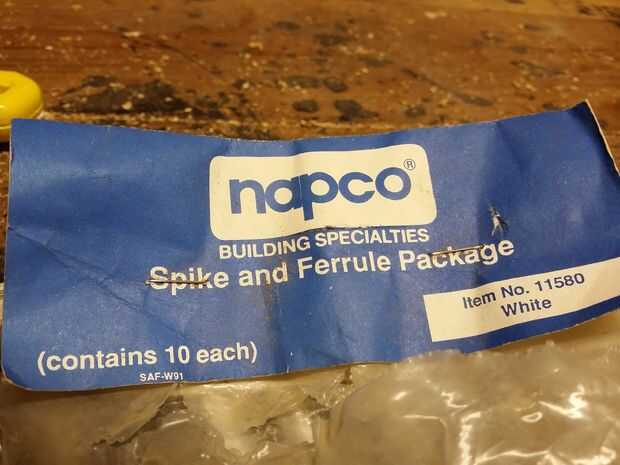 napco®
BUILDING SPECIALTIES
Spike and Ferrule Package
Item No. 11580
White
(contains 10 each)
SAF-W91